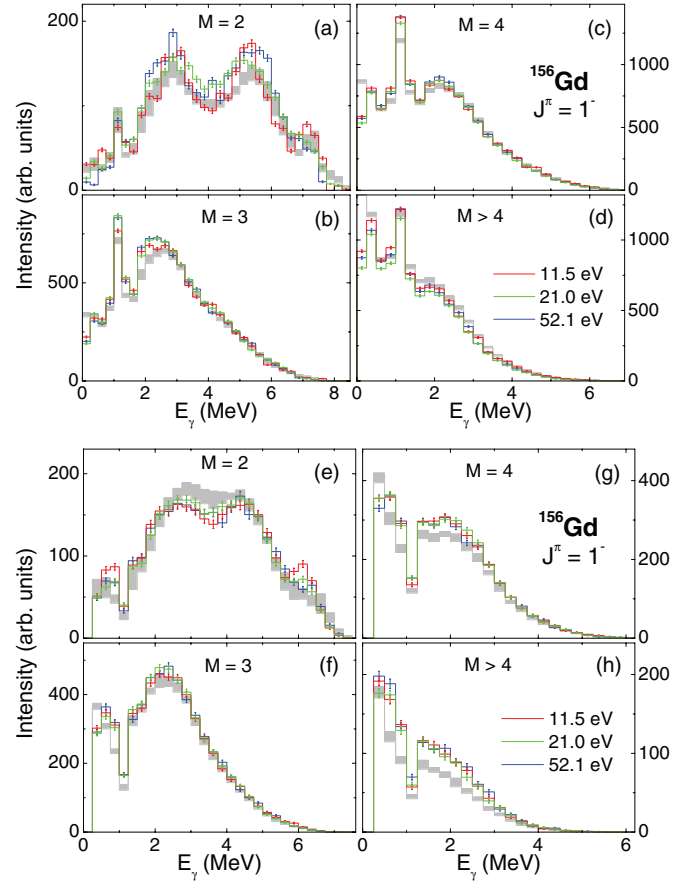 M = 2
(a)
200
100
0
M = 4
(c)
¹⁵⁶Gd
Jπ = 1⁻
1000
500
0
Intensity (arb. units)
M = 3
(b)
500
0
0 2 4 6 8
Eγ (MeV)
M > 4
(d)
11.5 eV
21.0 eV
52.1 eV
1000
500
0
0 2 4 6
Eγ (MeV)
M = 2
(e)
200
100
0
M = 4
(g)
¹⁵⁶Gd
Jπ = 1⁻
400
200
0
Intensity (arb. units)
M = 3
(f)
400
200
0
0 2 4 6
Eγ (MeV)
M > 4
(h)
11.5 eV
21.0 eV
52.1 eV
200
100
0
0 2 4 6
Eγ (MeV)